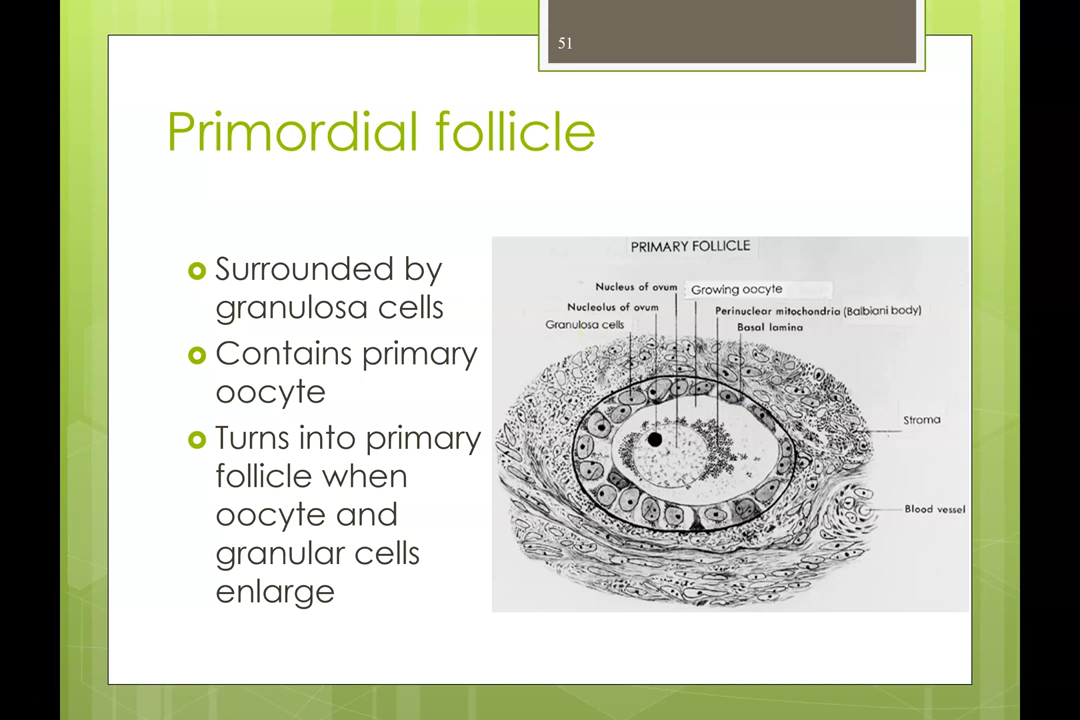 51
Primordial follicle
Surrounded by
granulosa cells
Contains primary
oocyte
Turns into primary
follicle when
oocyte and
granular cells
enlarge
PRIMARY FOLLICLE
Nucleus of ovum
Growing oocyte
Nucleolus of ovum
Perinuclear mitochondria (Balbiani body)
Granulosa cells
Basal lamina
Stroma
Blood vessel